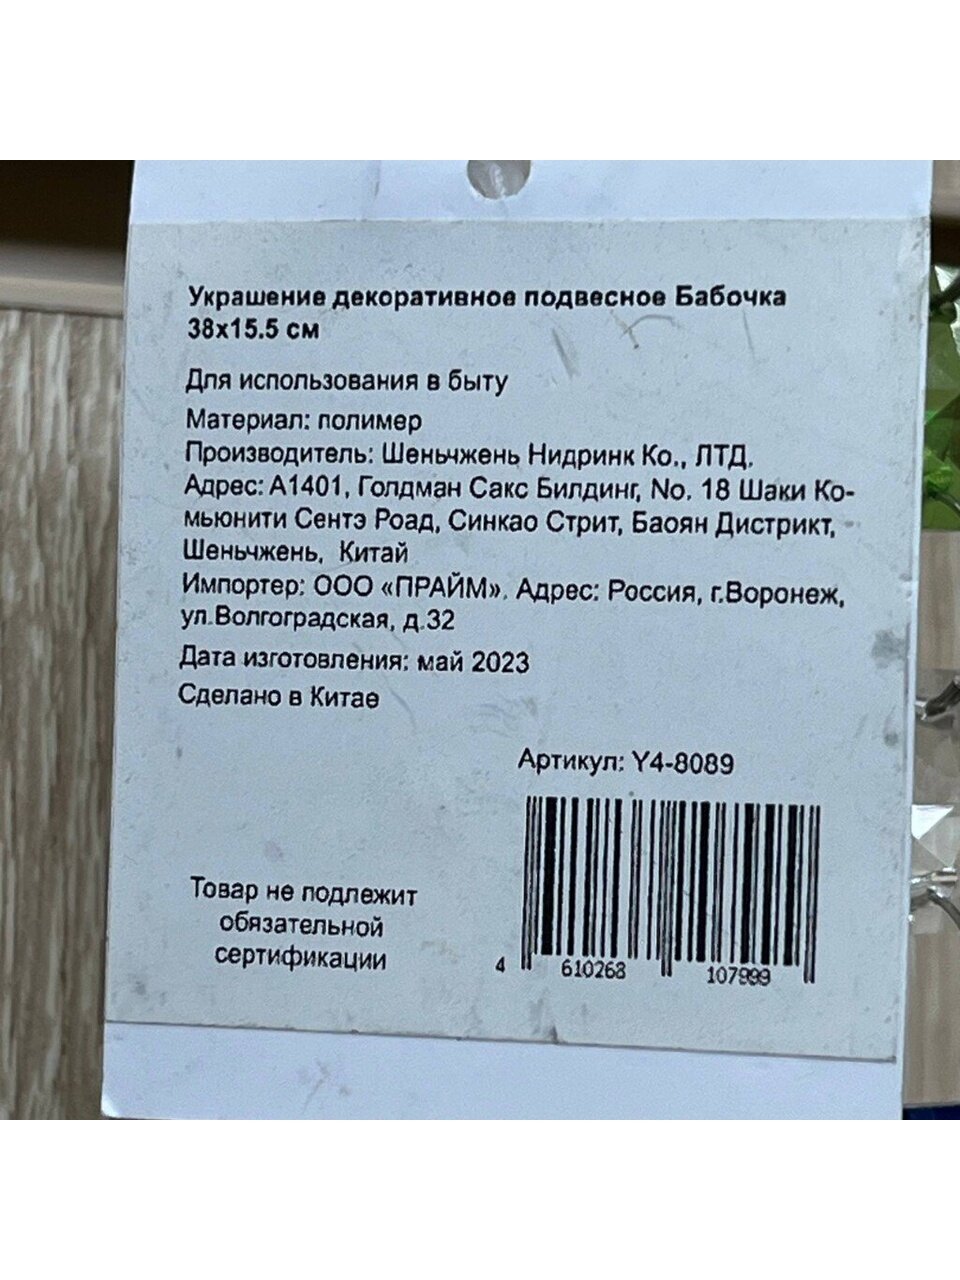 Украшение декоративное подвесное Бабочка
38х15.5 см
Для использования в быту
Материал: полимер
Производитель: Шеньчжень Нидринк Ко., ЛТД.
Адрес: А1401, Голдман Сакс Билдинг, No. 18 Шаки Ко-
мьюнити Сентэ Роад, Синкао Стрит, Баоян Дистрикт,
Шеньчжень, Китай
Импортер: ООО «ПРАЙМ». Адрес: Россия, г.Воронеж,
ул.Волгоградская, д.32
Дата изготовления: май 2023
Сделано в Китае
Артикул: Y4-8089
Товар не подлежит
обязательной
сертификации
4 610268 107999